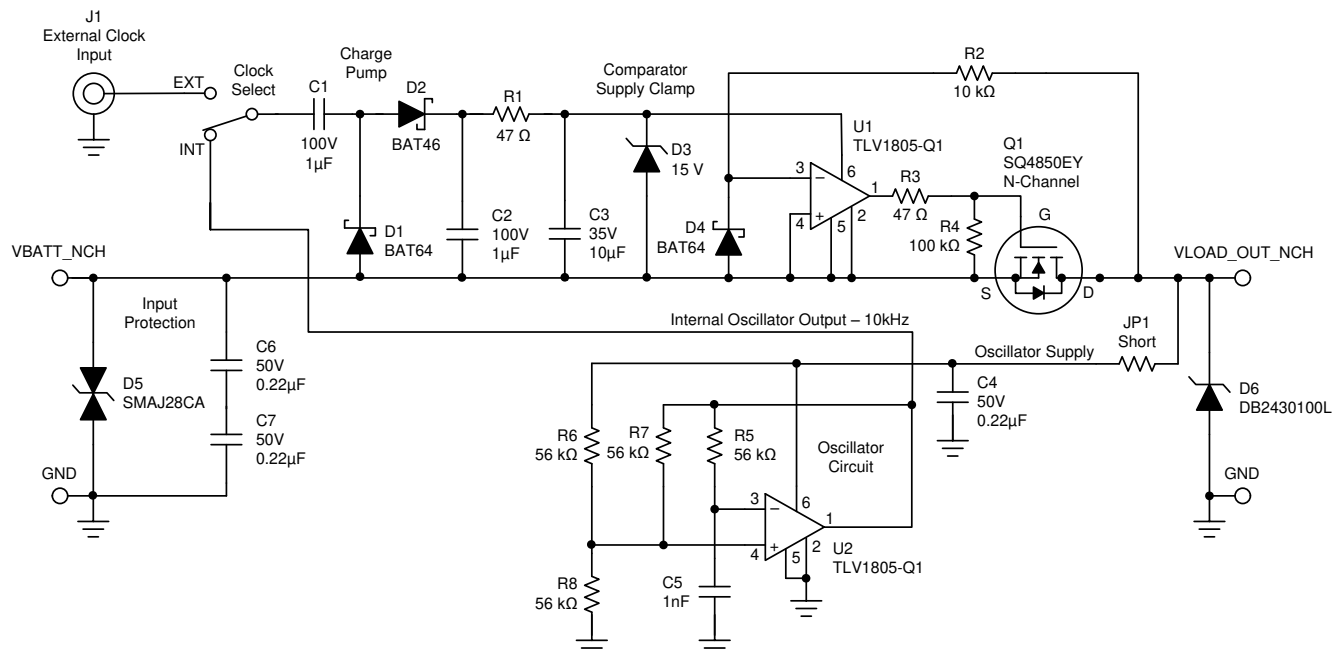 J1
External Clock
Input
EXT
Clock
Select
INT
C1
100V
1µF
Charge
Pump
D2
BAT46
R1
47 Ω
D1
BAT64
C2
100V
1µF
C3
35V
10µF
Comparator
Supply Clamp
D3
15 V
R2
10 kΩ
U1
TLV1805-Q1
3
4
6
1
5
2
−
+
D4
BAT64
R3
47 Ω
R4
100 kΩ
Q1
SQ4850EY
N-Channel
G
S
D
VBATT_NCH
VLOAD_OUT_NCH
Input
Protection
C6
50V
0.22µF
C7
50V
0.22µF
D5
SMAJ28CA
GND
Internal Oscillator Output – 10kHz
Oscillator Supply
JP1
Short
C4
50V
0.22µF
D6
DB2430100L
GND
R6
56 kΩ
R7
56 kΩ
R5
56 kΩ
Oscillator
Circuit
3
4
6
1
5
2
−
+
U2
TLV1805-Q1
R8
56 kΩ
C5
1nF